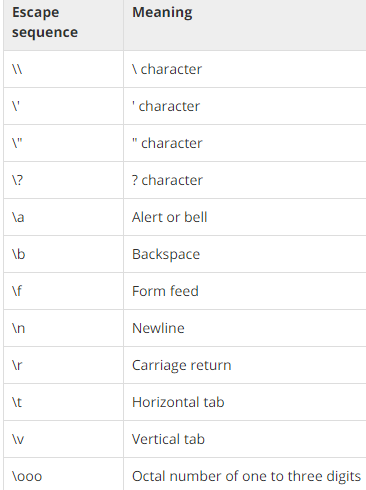 Escape Meaning
sequence
\\ \ character
\' ' character
\" " character
\? ? character
\a Alert or bell
\b Backspace
\f Form feed
\n Newline
\r Carriage return
\t Horizontal tab
\v Vertical tab
\ooo Octal number of one to three digits